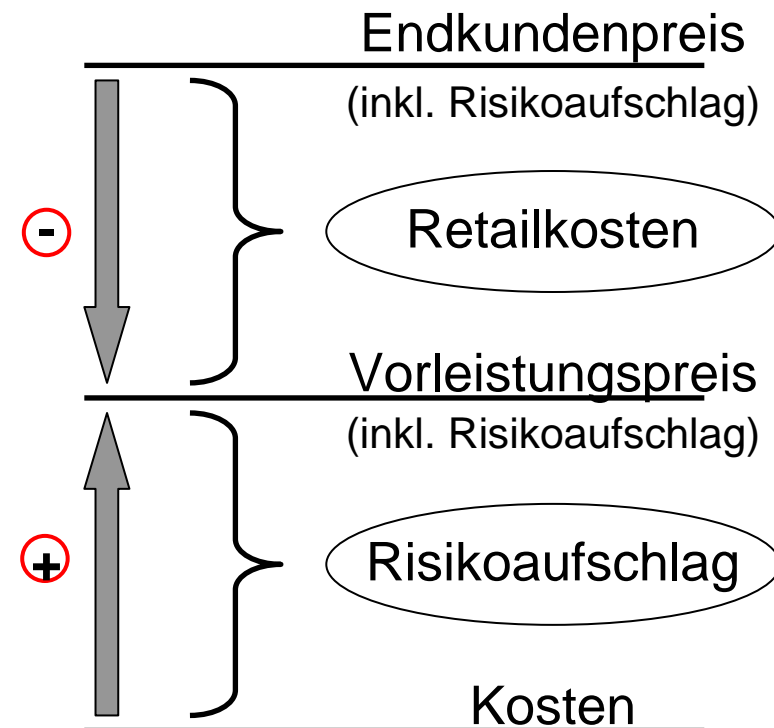 Endkundenpreis
(inkl. Risikoaufschlag)
-
Retailkosten
Vorleistungspreis
(inkl. Risikoaufschlag)
+
Risikoaufschlag
Kosten